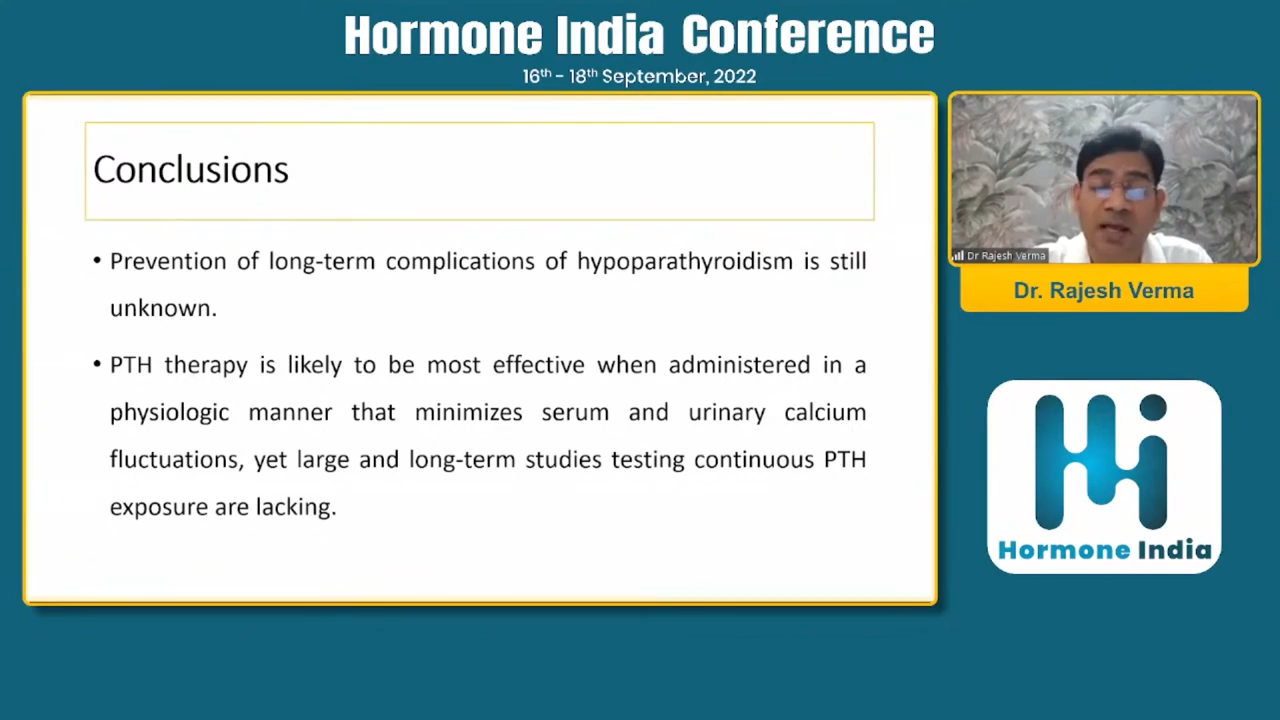 Hormone India Conference
16th - 18th September, 2022
Conclusions
• Prevention of long-term complications of hypoparathyroidism is still
unknown.
• PTH therapy is likely to be most effective when administered in a
physiologic manner that minimizes serum and urinary calcium
fluctuations, yet large and long-term studies testing continuous PTH
exposure are lacking.
Dr Rajesh Verma
Dr. Rajesh Verma
Hi
Hormone India